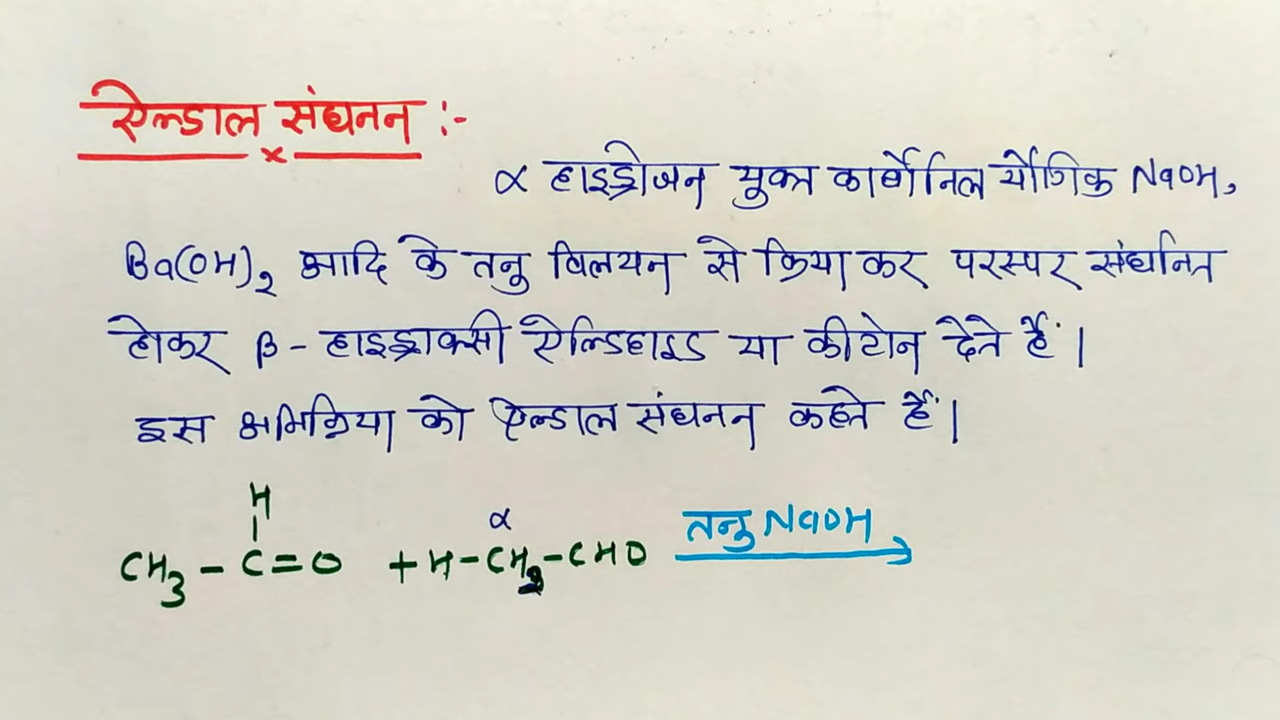 ऐल्डाल संघनन :-
α हाइड्रोजन युक्त कार्बोनिल यौगिक NaOH,
Ba(OH)₂ आदि के तनु विलयन से क्रिया कर परस्पर संघनित
होकर β - हाइड्राक्सी ऐल्डिहाइड या कीटोन देते हैं।
इस अभिक्रिया को ऐल्डाल संघनन कहते हैं।
H
α
तनु NaOH
CH₃ - C = O + H - CH₂ - CHO